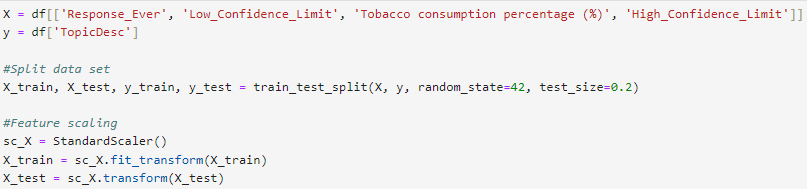 X = df[['Response_Ever', 'Low_Confidence_Limit', 'Tobacco consumption percentage (%)', 'High_Confidence_Limit']]
y = df['TopicDesc']
#Split data set
X_train, X_test, y_train, y_test = train_test_split(X, y, random_state=42, test_size=0.2)
#Feature scaling
sc_X = StandardScaler()
X_train = sc_X.fit_transform(X_train)
X_test = sc_X.transform(X_test)